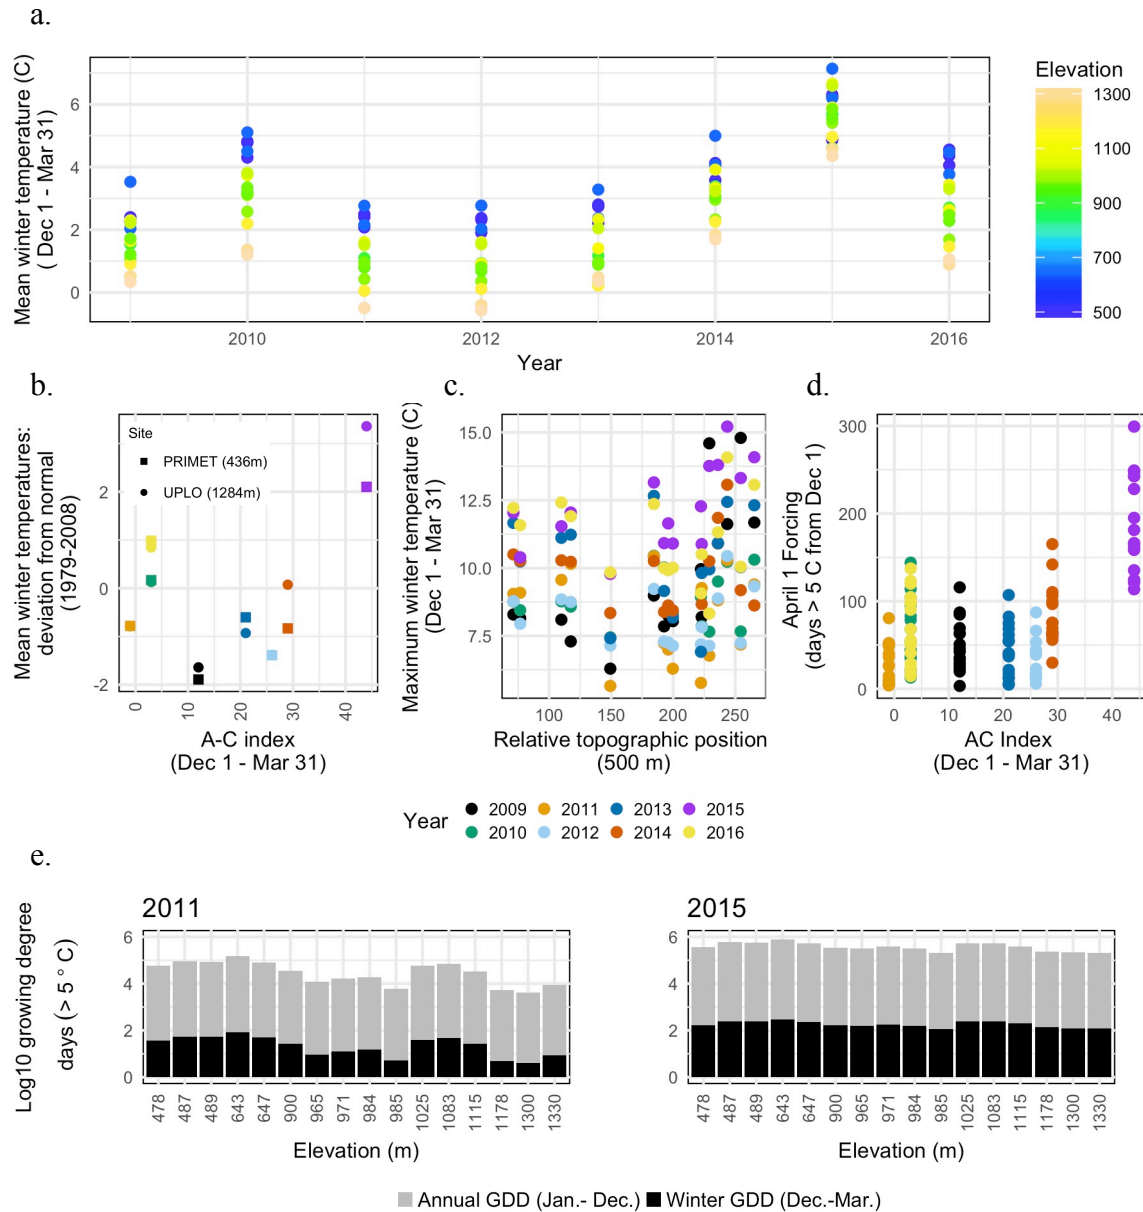 a.
Mean winter temperature (C)
( Dec 1 - Mar 31)
6
4
2
0
2010
2012
2014
2016
Year
Elevation
1300
1100
900
700
500
b.
Mean winter temperatures:
deviation from normal
(1979-2008)
2
0
-2
Site
PRIMET (436m)
UPLO (1284m)
0
10
20
30
40
A-C index
(Dec 1 - Mar 31)
c.
Maximum winter temperature (C)
(Dec 1 - Mar 31)
15.0
12.5
10.0
7.5
100
150
200
250
Relative topographic position
(500 m)
d.
April 1 Forcing
(days > 5 C from Dec 1)
300
200
100
0
0
10
20
30
40
AC Index
(Dec 1 - Mar 31)
Year
2009
2011
2013
2015
2010
2012
2014
2016
e.
Log10 growing degree
days (> 5 ° C)
2011
6
4
2
0
478
487
489
643
647
900
965
971
984
985
1025
1083
1115
1178
1300
1330
Elevation (m)
2015
6
4
2
0
478
487
489
643
647
900
965
971
984
985
1025
1083
1115
1178
1300
1330
Elevation (m)
Annual GDD (Jan.- Dec.)
Winter GDD (Dec.-Mar.)